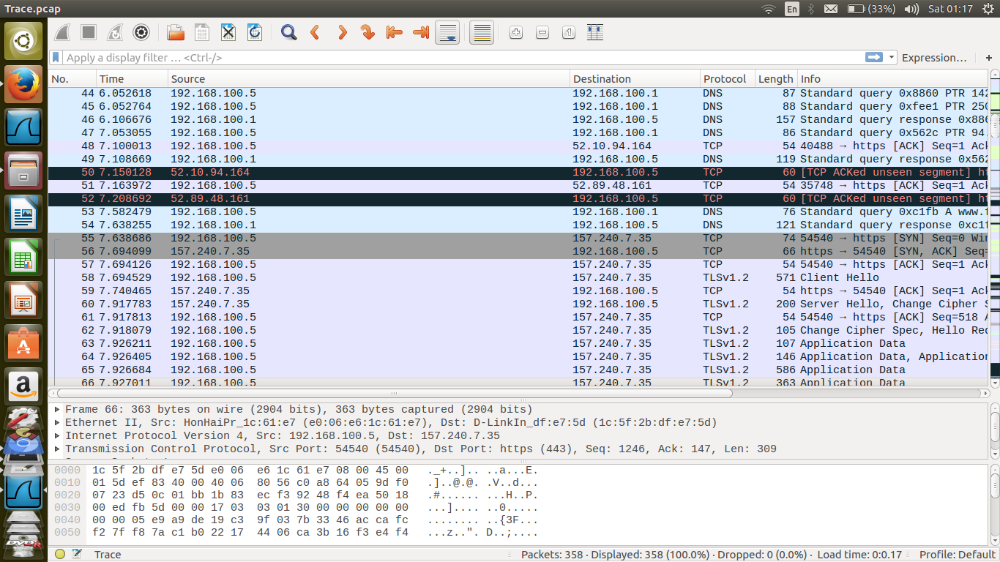 Trace.pcap
En (33%) Sat 01:17
Apply a display filter … <Ctrl-/> Expression… +
No. Time Source Destination Protocol Length Info
44 6.052618 192.168.100.5 192.168.100.1 DNS 87 Standard query 0x8860 PTR 142
45 6.052764 192.168.100.5 192.168.100.1 DNS 88 Standard query 0xfee1 PTR 250
46 6.106676 192.168.100.1 192.168.100.5 DNS 157 Standard query response 0x886
47 7.053055 192.168.100.5 192.168.100.1 DNS 86 Standard query 0x562c PTR 94.
48 7.100013 192.168.100.5 52.10.94.164 TCP 54 40488 → https [ACK] Seq=1 Ack
49 7.108669 192.168.100.1 192.168.100.5 DNS 119 Standard query response 0x562
50 7.150128 52.10.94.164 192.168.100.5 TCP 60 [TCP ACKed unseen segment] ht
51 7.163972 192.168.100.5 52.89.48.161 TCP 54 35748 → https [ACK] Seq=1 Ack
52 7.208692 52.89.48.161 192.168.100.5 TCP 60 [TCP ACKed unseen segment] ht
53 7.582479 192.168.100.5 192.168.100.1 DNS 76 Standard query 0xc1fb A www.f
54 7.638255 192.168.100.1 192.168.100.5 DNS 121 Standard query response 0xc1f
55 7.638686 192.168.100.5 157.240.7.35 TCP 74 54540 → https [SYN] Seq=0 Win
56 7.694099 157.240.7.35 192.168.100.5 TCP 66 https → 54540 [SYN, ACK] Seq=
57 7.694126 192.168.100.5 157.240.7.35 TCP 54 54540 → https [ACK] Seq=1 Ack
58 7.694529 192.168.100.5 157.240.7.35 TLSv1.2 571 Client Hello
59 7.740465 157.240.7.35 192.168.100.5 TCP 54 https → 54540 [ACK] Seq=1 Ack
60 7.917783 157.240.7.35 192.168.100.5 TLSv1.2 200 Server Hello, Change Cipher S
61 7.917813 192.168.100.5 157.240.7.35 TCP 54 54540 → https [ACK] Seq=518 A
62 7.918079 192.168.100.5 157.240.7.35 TLSv1.2 105 Change Cipher Spec, Hello Req
63 7.926211 192.168.100.5 157.240.7.35 TLSv1.2 107 Application Data
64 7.926405 192.168.100.5 157.240.7.35 TLSv1.2 146 Application Data, Application
65 7.926684 192.168.100.5 157.240.7.35 TLSv1.2 586 Application Data
66 7.927011 192.168.100.5 157.240.7.35 TLSv1.2 363 Application Data
Frame 66: 363 bytes on wire (2904 bits), 363 bytes captured (2904 bits)
Ethernet II, Src: HonHaiPr_1c:61:e7 (e0:06:e6:1c:61:e7), Dst: D-LinkIn_df:e7:5d (1c:5f:2b:df:e7:5d)
Internet Protocol Version 4, Src: 192.168.100.5, Dst: 157.240.7.35
Transmission Control Protocol, Src Port: 54540 (54540), Dst Port: https (443), Seq: 1246, Ack: 147, Len: 309
0000 1c 5f 2b df e7 5d e0 06 e6 1c 61 e7 08 00 45 00 ._+..].. ..a...E.
0010 01 5d ef 83 40 00 40 06 80 56 c0 a8 64 05 9d f0 .]..@.@. .V..d...
0020 07 23 d5 0c 01 bb 1b 83 ec f3 92 48 f4 ea 50 18 .#...... ...H..P.
0030 00 ed fb 5d 00 00 17 03 03 01 30 00 00 00 00 00 ...].... ..0.....
0040 00 00 05 e9 a9 de 19 c3 9f 03 7b 33 46 ac ca fc ........ ..{3F...
0050 f2 7f f8 7a c1 b0 22 17 44 06 ca 3b 16 f3 e4 f4 ...z..". D..;....
Trace Packets: 358 · Displayed: 358 (100.0%) · Dropped: 0 (0.0%) · Load time: 0:0.17 Profile: Default